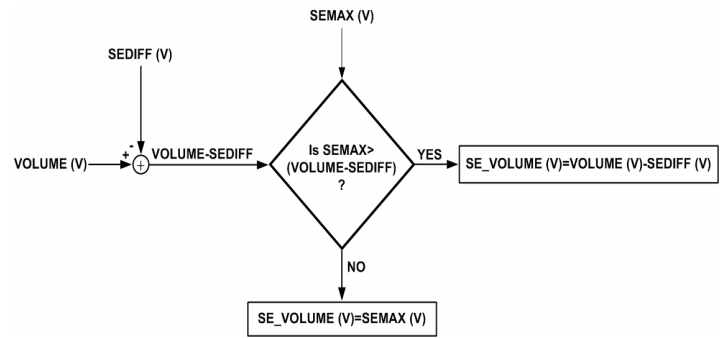 SEMAX (V)
SEDIFF (V)
VOLUME (V)
+ -
+
VOLUME-SEDIFF
Is SEMAX>
(VOLUME-SEDIFF)
?
YES
SE_VOLUME (V)=VOLUME (V)-SEDIFF (V)
NO
SE_VOLUME (V)=SEMAX (V)